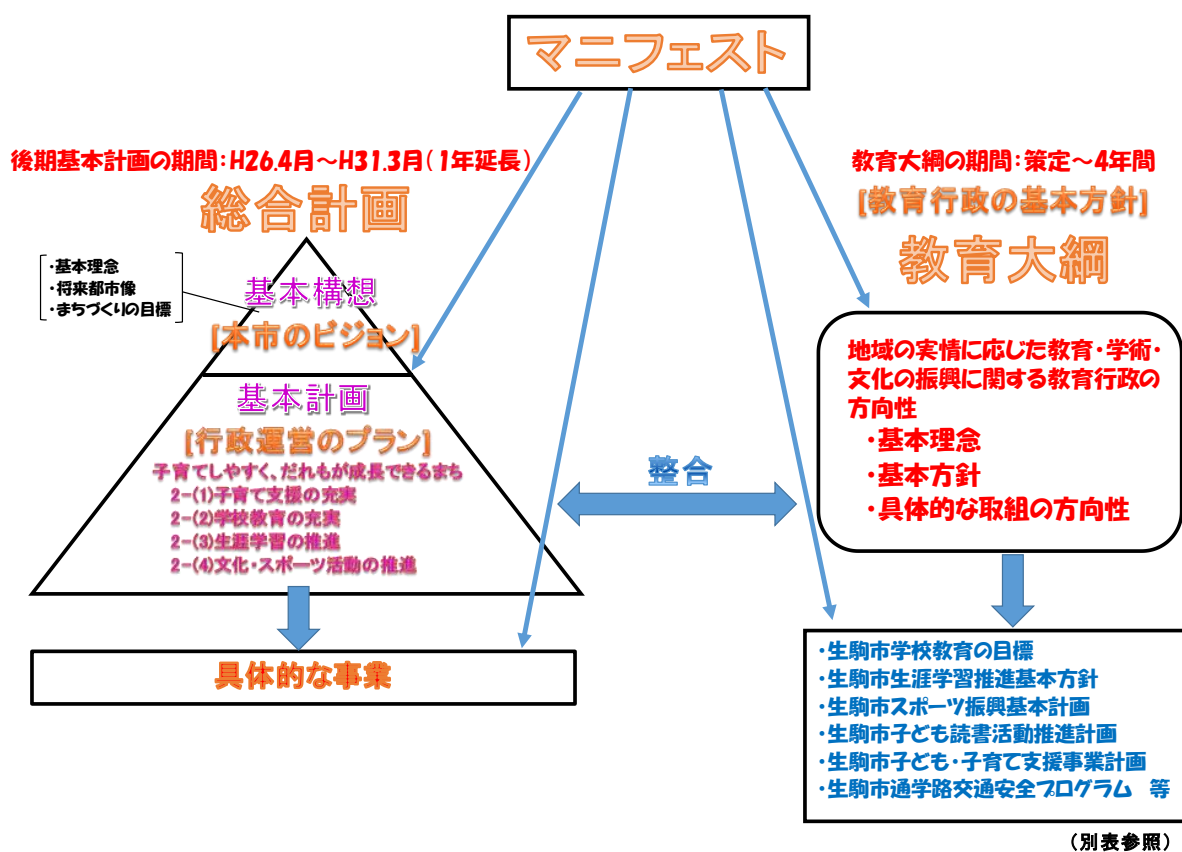 マニフェスト
後期基本計画の期間:H26.4月～H31.3月(1年延長)
総合計画
・基本理念
・将来都市像
・まちづくりの目標
基本構想
[本市のビジョン]
基本計画
[行政運営のプラン]
子育てしやすく、だれもが成長できるまち
2-(1)子育て支援の充実
2-(2)学校教育の充実
2-(3)生涯学習の推進
2-(4)文化・スポーツ活動の推進
具体的な事業
整合
教育大綱の期間:策定～4年間
[教育行政の基本方針]
教育大綱
地域の実情に応じた教育・学術・
文化の振興に関する教育行政の
方向性
・基本理念
・基本方針
・具体的な取組の方向性
・生駒市学校教育の目標
・生駒市生涯学習推進基本方針
・生駒市スポーツ振興基本計画
・生駒市子ども読書活動推進計画
・生駒市子ども・子育て支援事業計画
・生駒市通学路交通安全プログラム 等
(別表参照)